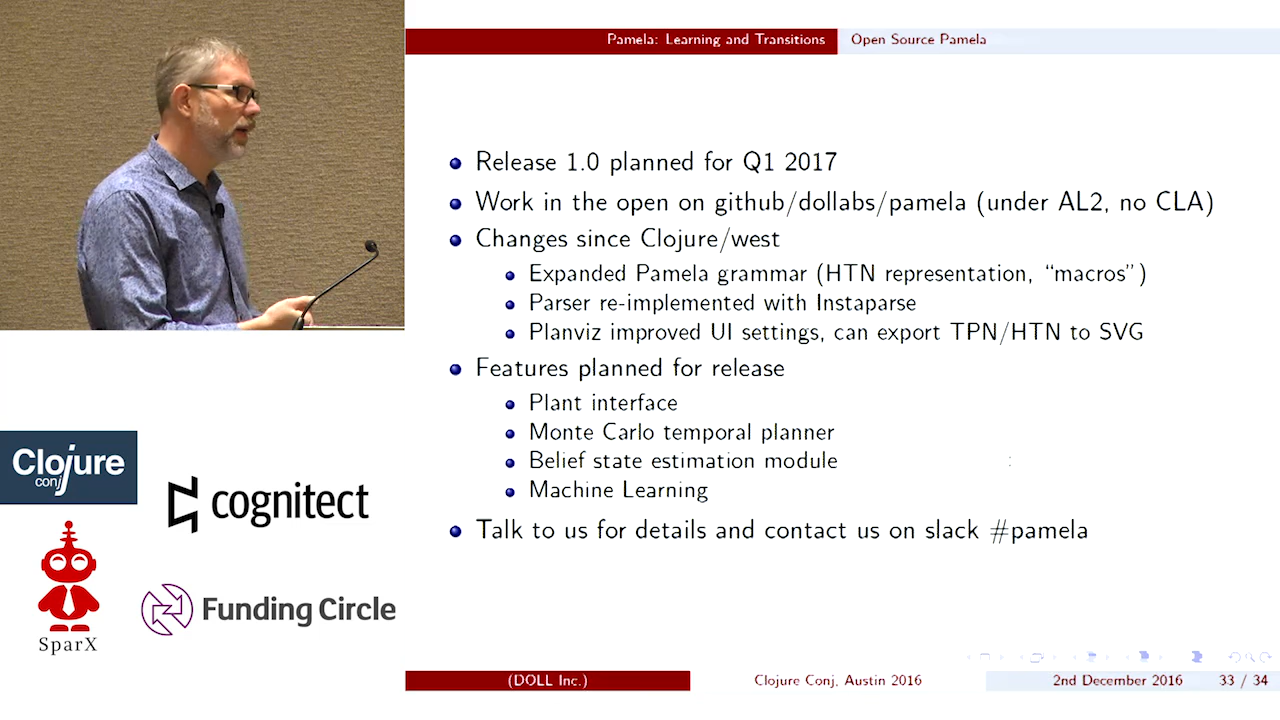 Pamela: Learning and Transitions
Open Source Pamela
Release 1.0 planned for Q1 2017
Work in the open on github/dollabs/pamela (under AL2, no CLA)
Changes since Clojure/west
Expanded Pamela grammar (HTN representation, “macros”)
Parser re-implemented with Instaparse
Planviz improved UI settings, can export TPN/HTN to SVG
Features planned for release
Plant interface
Monte Carlo temporal planner
Belief state estimation module
Machine Learning
Talk to us for details and contact us on slack #pamela
Clojure
conj
cognitect
SparX
Funding Circle
(DOLL Inc.)
Clojure Conj, Austin 2016
2nd December 2016
33 / 34